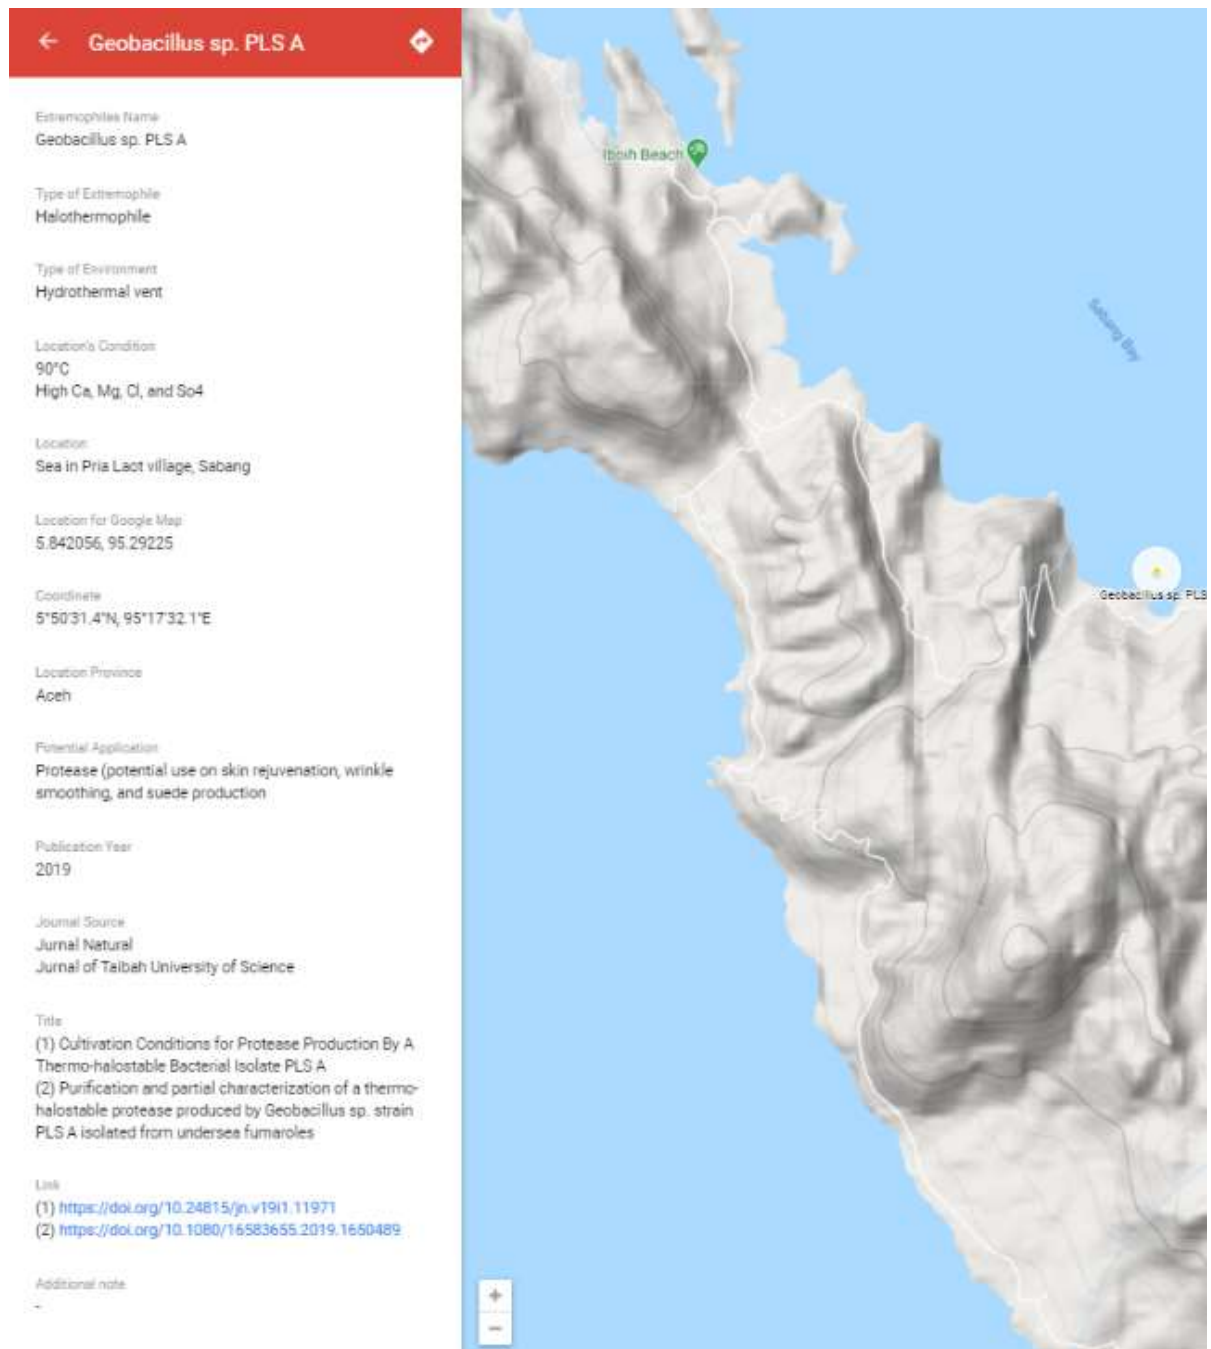 Geobacillus sp. PLS A
Extremophiles Name
Geobacillus sp. PLS A
Type of Extremophile
Halothermophile
Type of Environment
Hydrothermal vent
Location's Condition
90°C
High Ca, Mg, Cl, and So4
Location
Sea in Pria Laot village, Sabang
Location for Google Map
5.842056, 95.29225
Coordinate
5°50'31.4"N, 95°17'32.1"E
Location Province
Aceh
Potential Application
Protease (potential use on skin rejuvenation, wrinkle
smoothing, and suede production
Publication Year
2019
Journal Source
Jurnal Natural
Jurnal of Taibah University of Science
Title
(1) Cultivation Conditions for Protease Production By A
Thermo-halostable Bacterial Isolate PLS A
(2) Purification and partial characterization of a thermo-
halostable protease produced by Geobacillus sp. strain
PLS A isolated from undersea fumaroles
Link
(1) https://doi.org/10.24815/jn.v19i1.11971
(2) https://doi.org/10.1080/16583655.2019.1650489
Additional note
-
Iboih Beach
Sabang Bay
Geobacillus sp. PLS
+
−